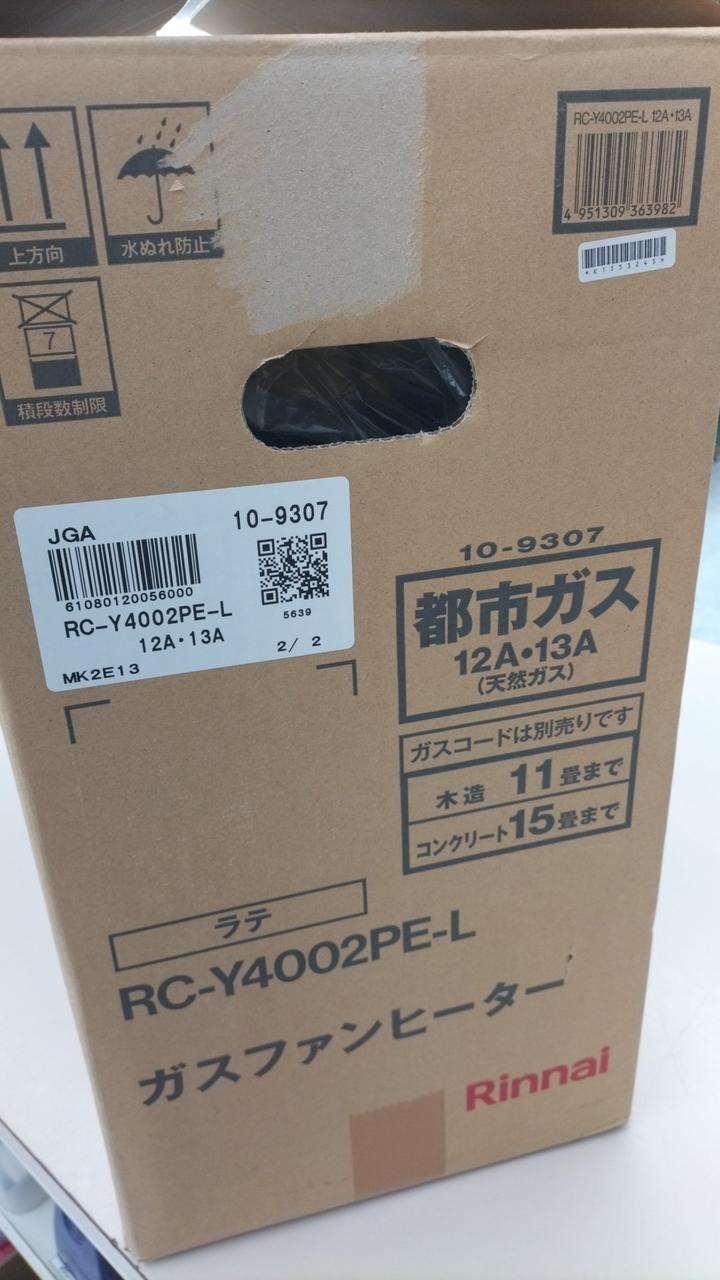 上方向
水ぬれ防止
7
積段数制限
RC-Y4002PE-L 12A・13A
4 951309 363982
*K1553245*
JGA
10-9307
61080120056000
5639
RC-Y4002PE-L
12A・13A
2/ 2
MK2E13
10-9307
都市ガス
12A・13A
(天然ガス)
ガスコードは別売りです
木造 11畳まで
コンクリート15畳まで
ラテ
RC-Y4002PE-L
ガスファンヒーター
Rinnai